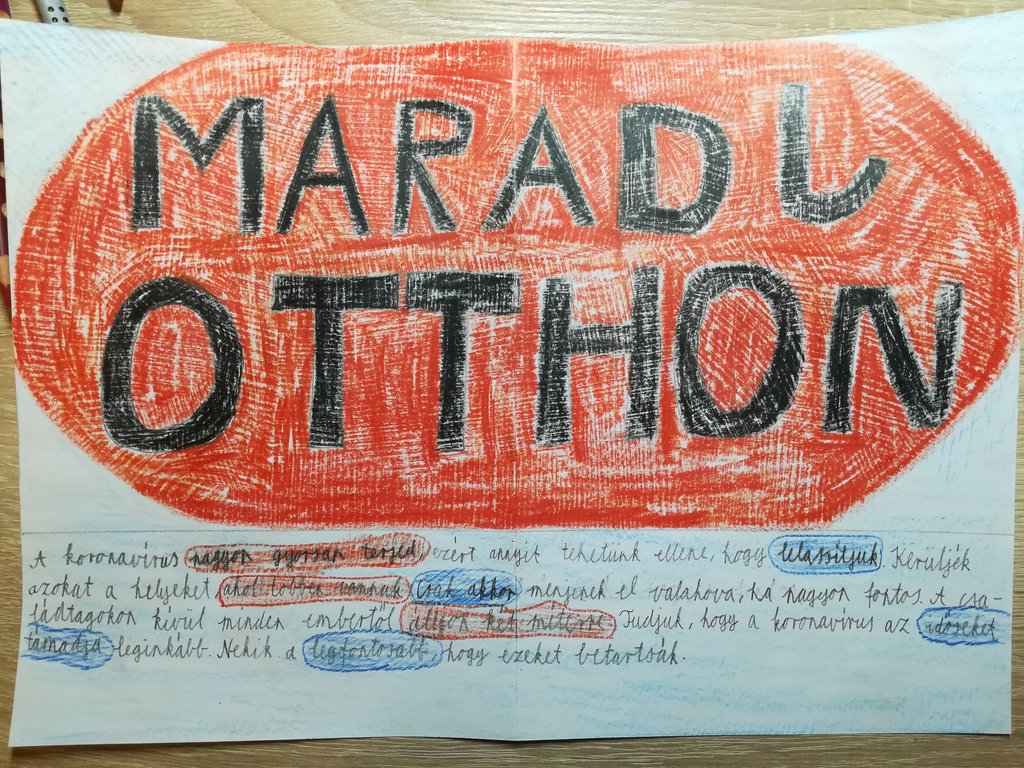 MARADJ
OTTHON
A koronavírus nagyon gyorsan terjed, ezért annyit tehetünk ellene, hogy lelassítjuk. Kerüljék
azokat a helyeket, ahol többen vannak, csak akkor menjenek el valahova, ha nagyon fontos. A csa-
ládtagokon kívül minden embertől álljon két méterre. Tudjuk, hogy a koronavírus az időseket
támadja leginkább. Nekik a legfontosabb, hogy ezeket betartsák.